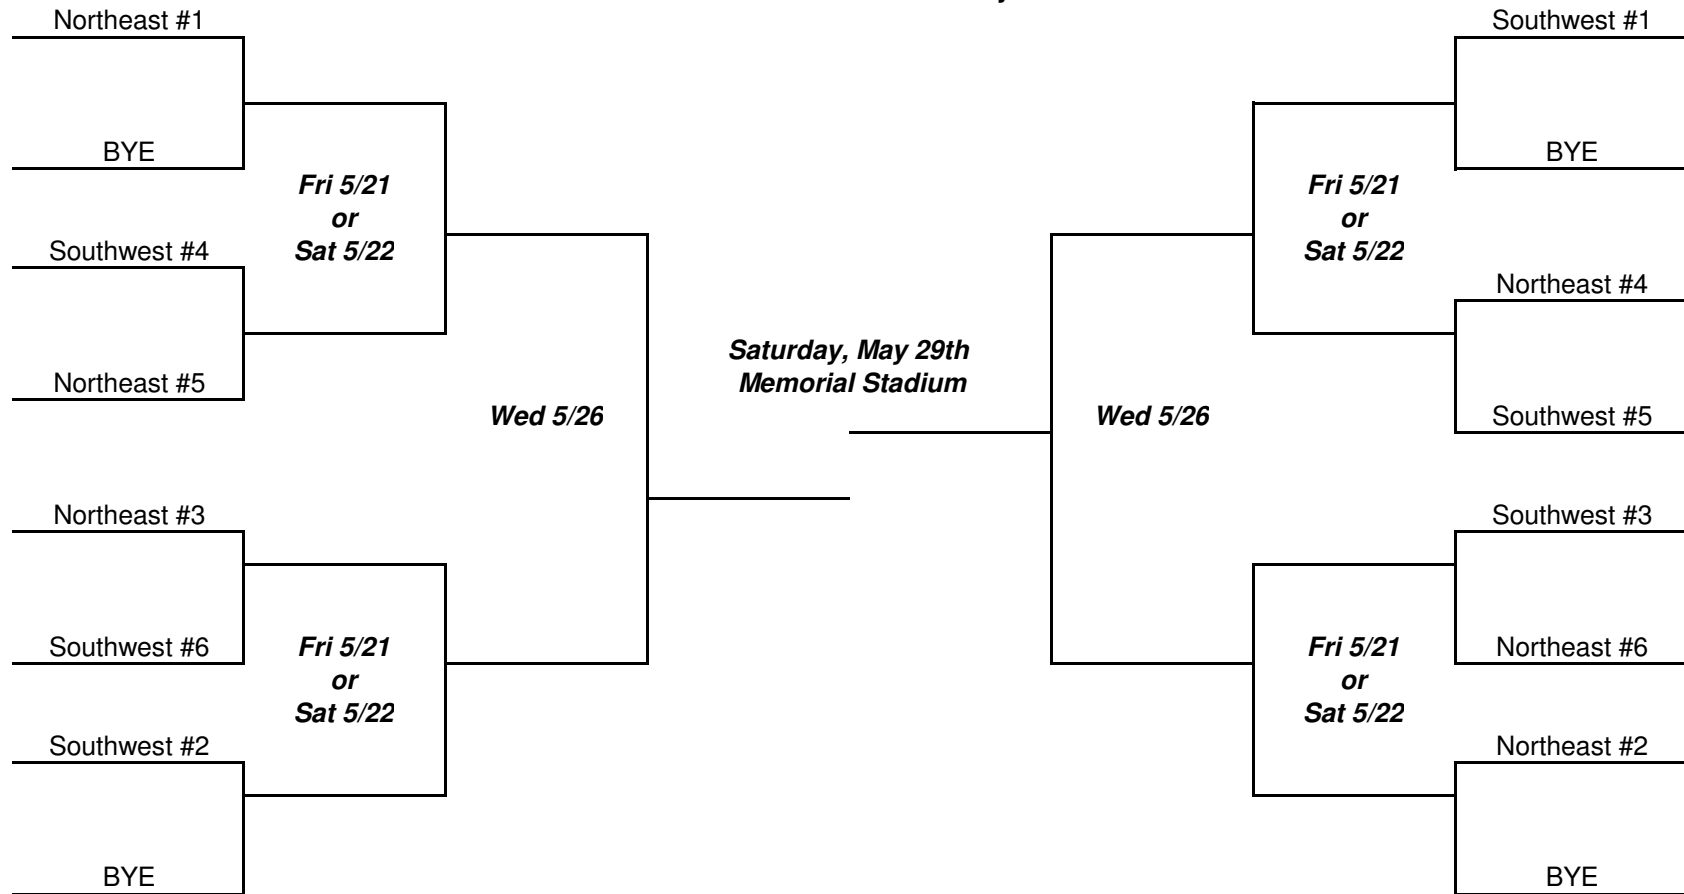 Northeast #1
BYE
Fri 5/21
or
Sat 5/22
Southwest #4
Northeast #5
Wed 5/26
Northeast #3
Southwest #6
Fri 5/21
or
Sat 5/22
Southwest #2
BYE
Saturday, May 29th
Memorial Stadium
Southwest #1
BYE
Fri 5/21
or
Sat 5/22
Northeast #4
Southwest #5
Wed 5/26
Southwest #3
Northeast #6
Fri 5/21
or
Sat 5/22
Northeast #2
BYE